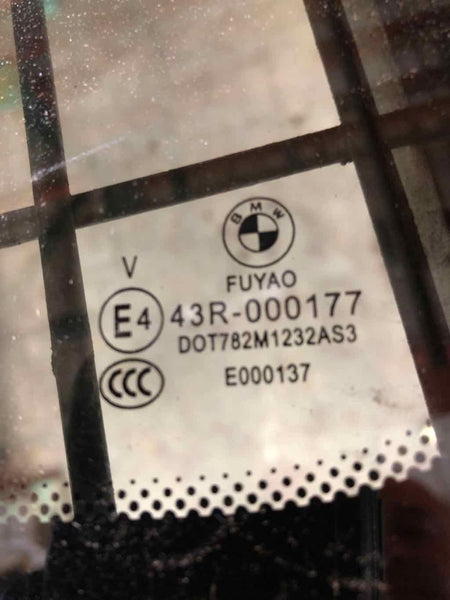 BMW
V
FUYAO
E4 43R-000177
DOT782M1232AS3
CCC E000137